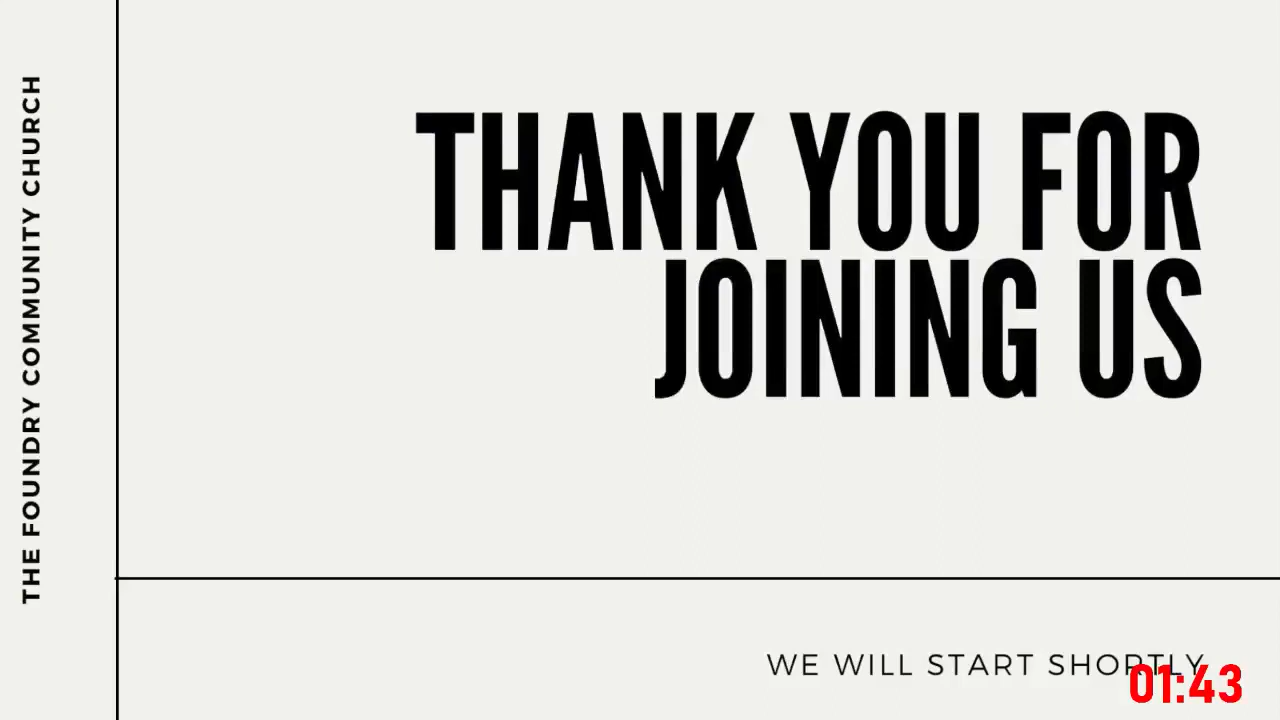 THE FOUNDRY COMMUNITY CHURCH
THANK YOU FOR
JOINING US
WE WILL START SHORTLY
01:43